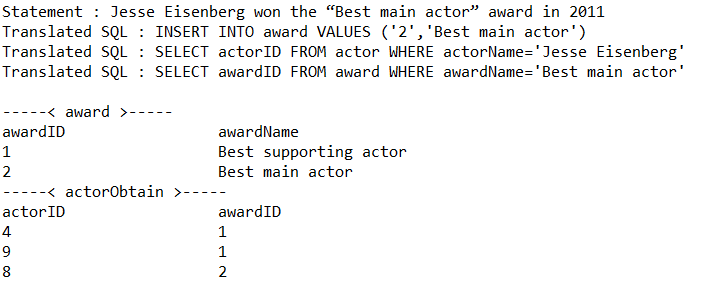 Statement : Jesse Eisenberg won the “Best main actor” award in 2011
Translated SQL : INSERT INTO award VALUES ('2','Best main actor')
Translated SQL : SELECT actorID FROM actor WHERE actorName='Jesse Eisenberg'
Translated SQL : SELECT awardID FROM award WHERE awardName='Best main actor'
-----< award >-----
awardID awardName
1 Best supporting actor
2 Best main actor
-----< actorObtain >-----
actorID awardID
4 1
9 1
8 2